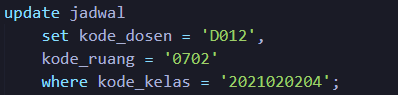 update jadwal
set kode_dosen = 'D012',
kode_ruang = '0702'
where kode_kelas = '2021020204';